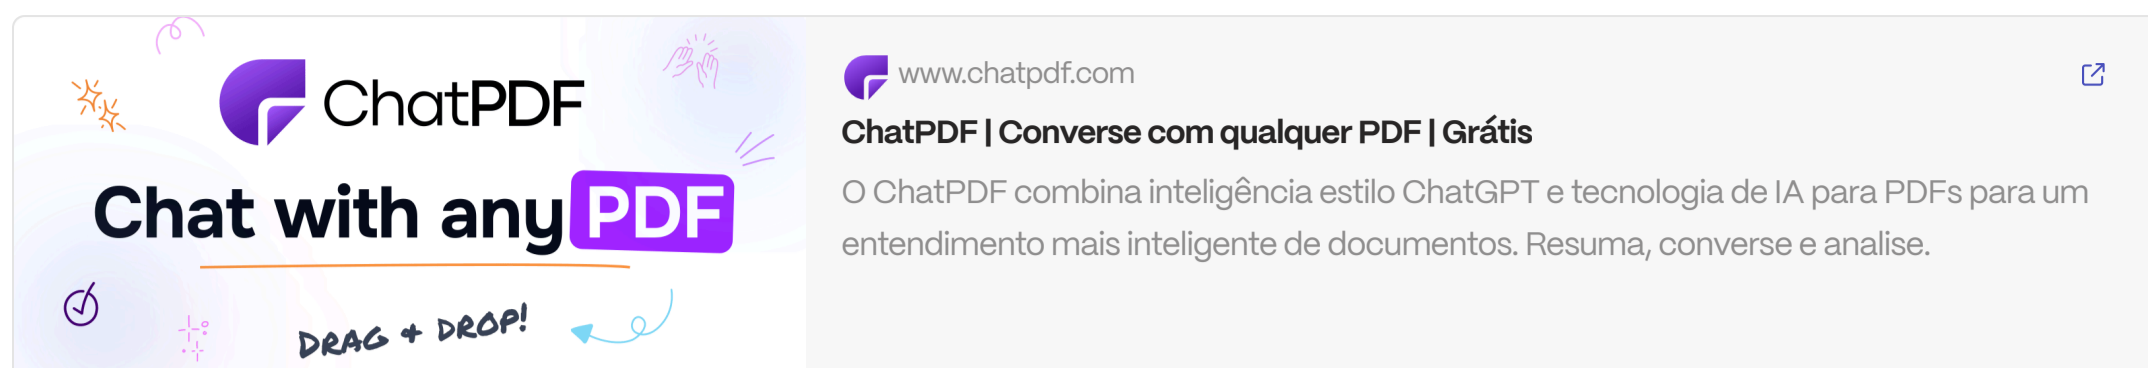 ChatPDF
Chat with any PDF
DRAG + DROP!
www.chatpdf.com
ChatPDF | Converse com qualquer PDF | Grátis
O ChatPDF combina inteligência estilo ChatGPT e tecnologia de IA para PDFs para um
entendimento mais inteligente de documentos. Resuma, converse e analise.